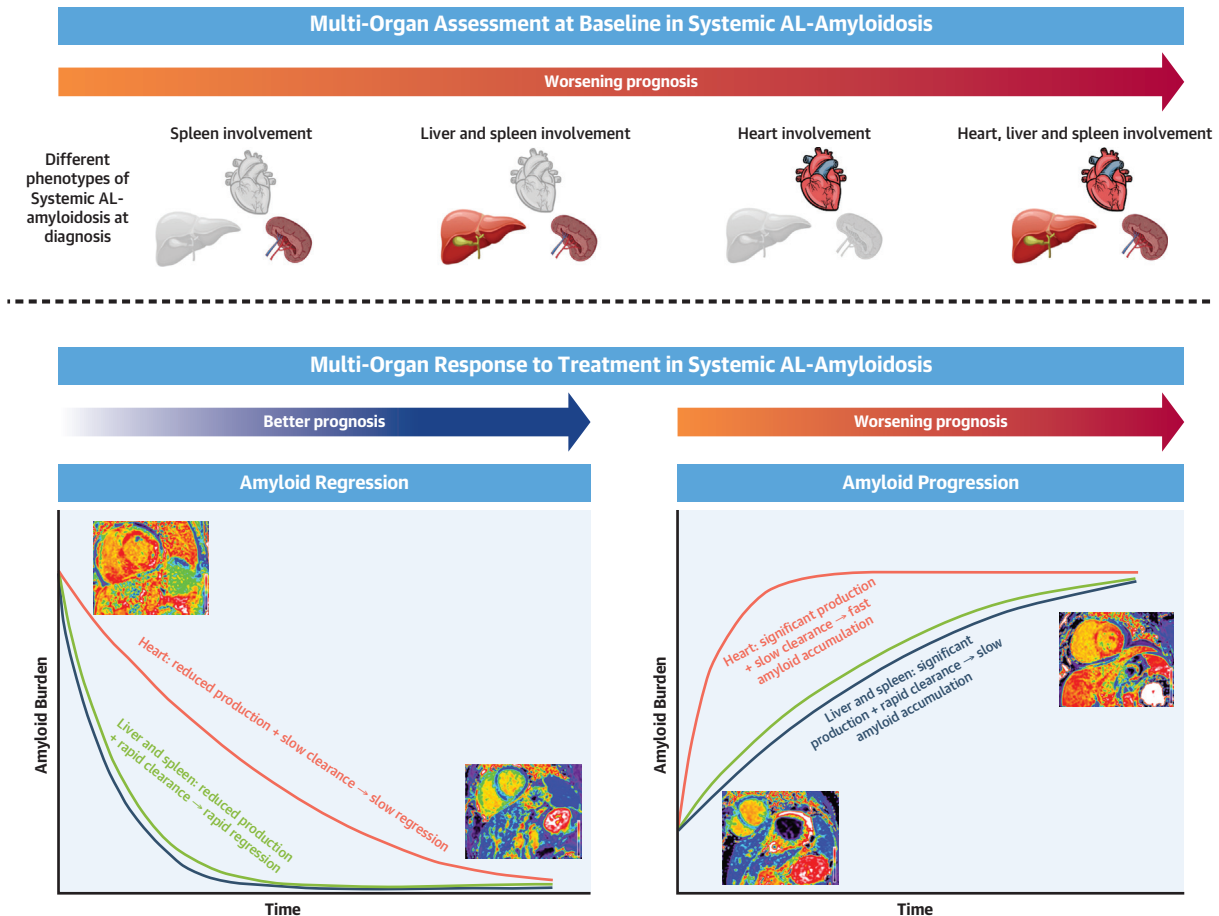 Multi-Organ Assessment at Baseline in Systemic AL-Amyloidosis
Worsening prognosis
Spleen involvement
Liver and spleen involvement
Heart involvement
Heart, liver and spleen involvement
Different
phenotypes of
Systemic AL-
amyloidosis at
diagnosis
Multi-Organ Response to Treatment in Systemic AL-Amyloidosis
Better prognosis
Worsening prognosis
Amyloid Regression
Amyloid Progression
Amyloid Burden
Heart: reduced production + slow clearance → slow regression
Liver and spleen: reduced production
+ rapid clearance → rapid regression
Time
Amyloid Burden
Heart: significant production
+ slow clearance → fast
amyloid accumulation
Liver and spleen: significant
production + rapid clearance → slow
amyloid accumulation
Time